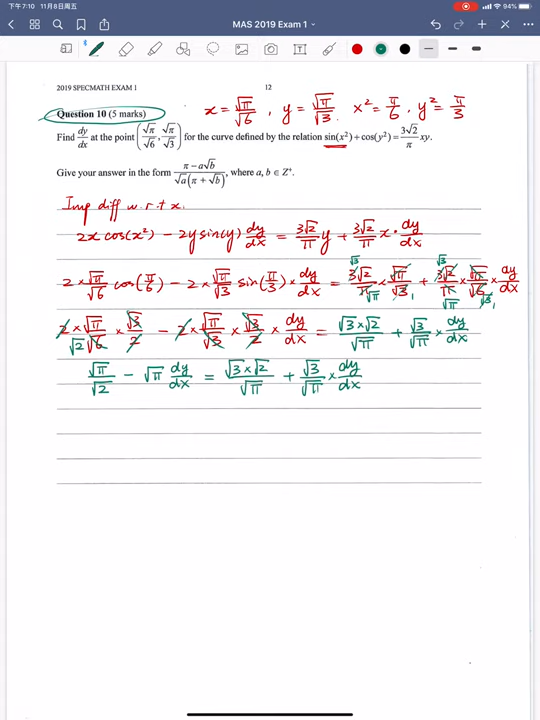 下午7:10 11月8日周五 94%
MAS 2019 Exam 1
2019 SPECMATH EXAM 1 12
x = √π/√6 , y = √π/√3 . x² = π/6 , y² = π/3
Question 10 (5 marks)
Find dy/dx at the point (√π/√6, √π/√3) for the curve defined by the relation sin(x²) + cos(y²) = 3√2/π xy.
Give your answer in the form π − a√b / √a(π + √b), where a, b ∈ Z⁺.
Imp diff w.r.t x.
2x cos(x²) − 2y sin(y) dy/dx = 3√2/π y + 3√2/π x · dy/dx
2 × √π/√6 cos(π/6) − 2 × √π/√3 sin(π/3) × dy/dx = 3√2/π × √π/√3 + 3√2/π × √π/√6 × dy/dx
2 × √π/√6 × √3/2 − 2 × √π/√3 × √3/2 × dy/dx = √3×√2/√π + √3/√π × dy/dx
√π/√2 − √π dy/dx = √3×√2/√π + √3/√π × dy/dx